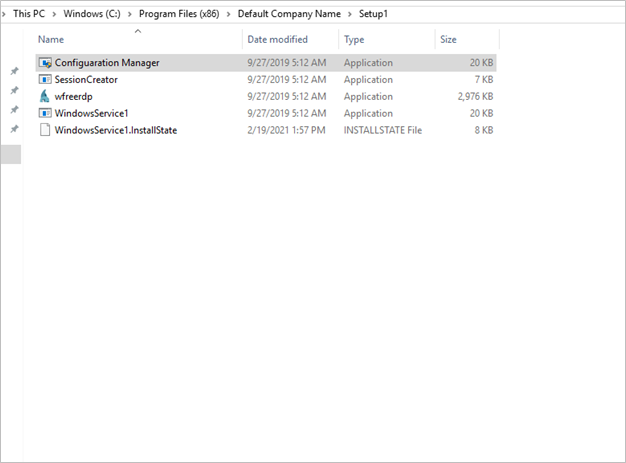 This PC > Windows (C:) > Program Files (x86) > Default Company Name > Setup1
Name Date modified Type Size
Configuaration Manager 9/27/2019 5:12 AM Application 20 KB
SessionCreator 9/27/2019 5:12 AM Application 7 KB
wfreerdp 9/27/2019 5:12 AM Application 2,976 KB
WindowsService1 9/27/2019 5:12 AM Application 20 KB
WindowsService1.InstallState 2/19/2021 1:57 PM INSTALLSTATE File 8 KB